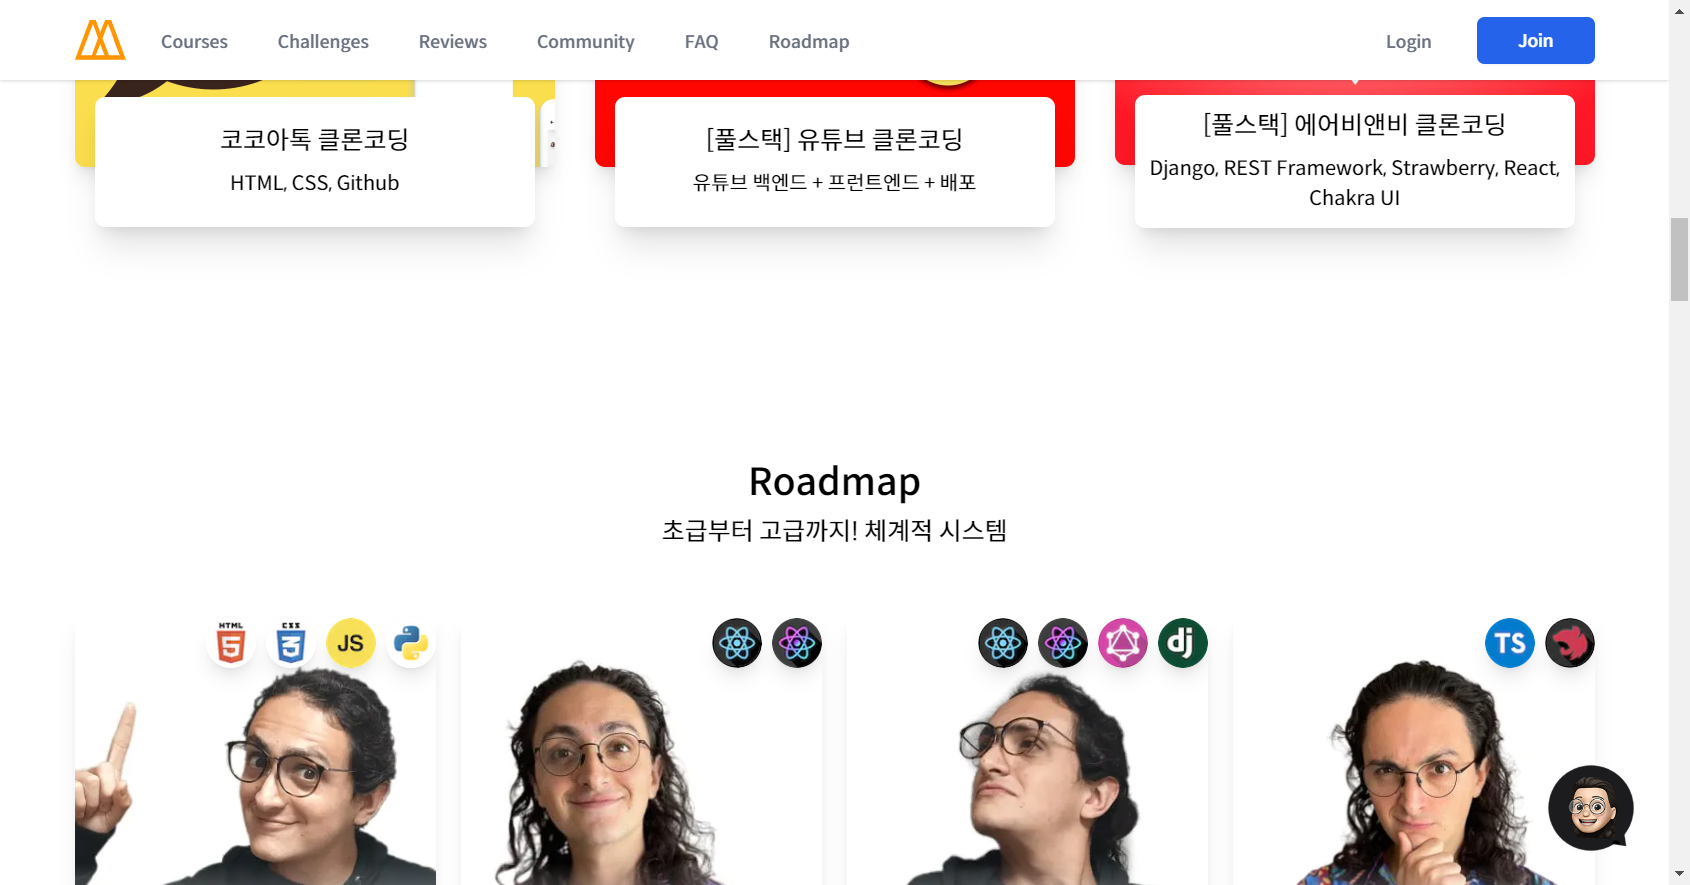 Courses Challenges Reviews Community FAQ Roadmap Login Join
코코아톡 클론코딩
HTML, CSS, Github
[풀스택] 유튜브 클론코딩
유튜브 백엔드 + 프런트엔드 + 배포
[풀스택] 에어비앤비 클론코딩
Django, REST Framework, Strawberry, React,
Chakra UI
Roadmap
초급부터 고급까지! 체계적 시스템
HTML
5
CSS
3
JS
dj
TS